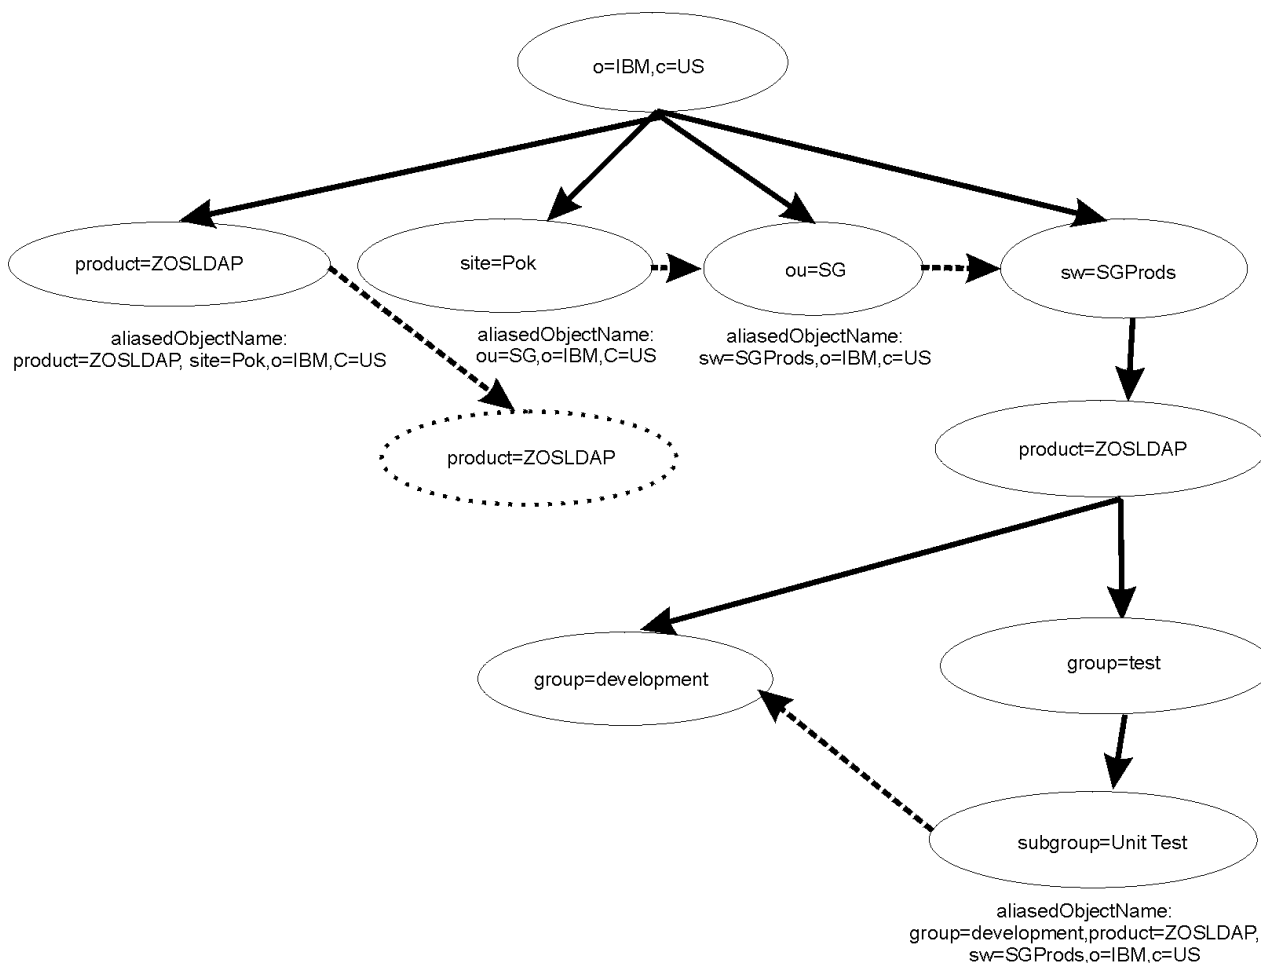 o=IBM,c=US
product=ZOSLDAP
site=Pok
ou=SG
sw=SGProds
aliasedObjectName:
product=ZOSLDAP, site=Pok,o=IBM,C=US
aliasedObjectName:
ou=SG,o=IBM,C=US
aliasedObjectName:
sw=SGProds,o=IBM,c=US
product=ZOSLDAP
product=ZOSLDAP
group=development
group=test
subgroup=Unit Test
aliasedObjectName:
group=development,product=ZOSLDAP,
sw=SGProds,o=IBM,c=US